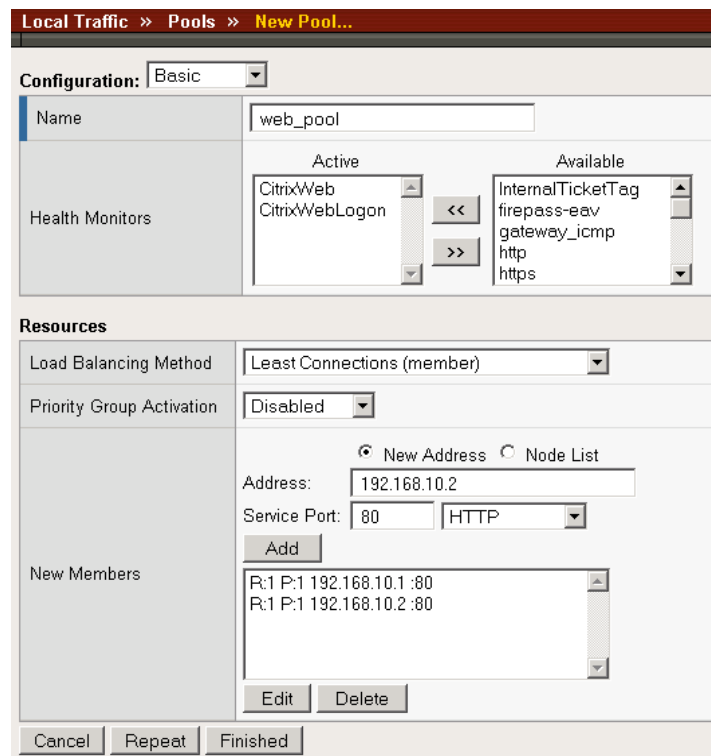 Local Traffic » Pools » New Pool...
Configuration: Basic
Name web_pool
Health Monitors
Active
CitrixWeb
CitrixWebLogon
<<
>>
Available
InternalTicketTag
firepass-eav
gateway_icmp
http
https
Resources
Load Balancing Method Least Connections (member)
Priority Group Activation Disabled
New Members
New Address Node List
Address: 192.168.10.2
Service Port: 80 HTTP
Add
R:1 P:1 192.168.10.1 :80
R:1 P:1 192.168.10.2 :80
Edit Delete
Cancel Repeat Finished